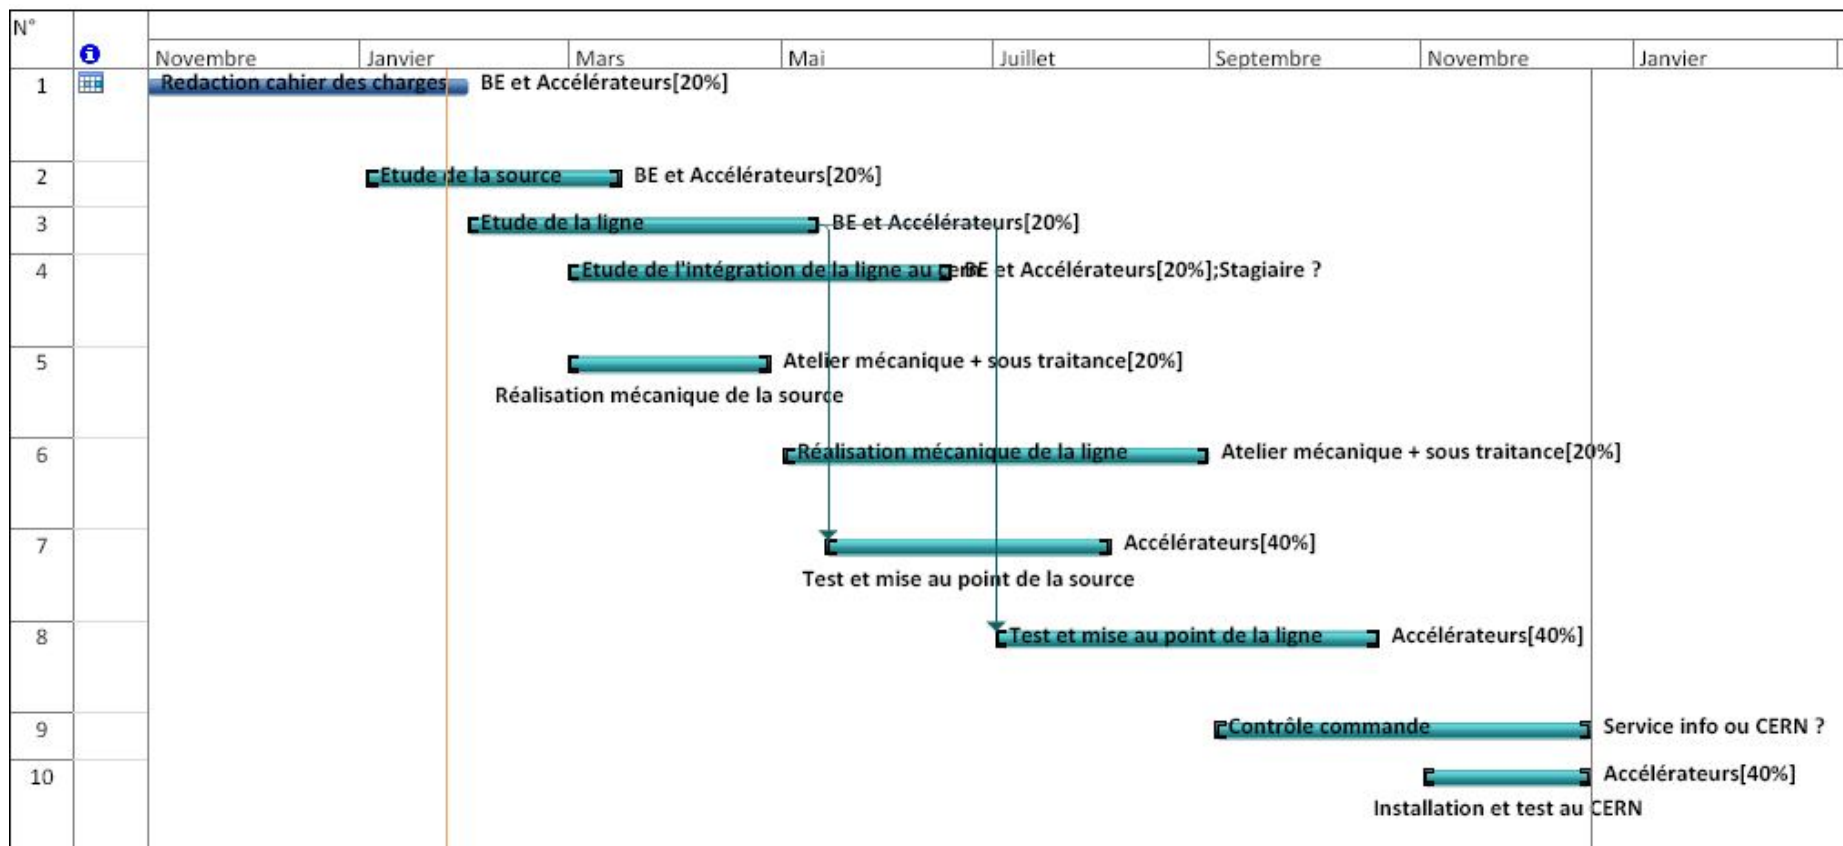 N°
Novembre Janvier Mars Mai Juillet Septembre Novembre Janvier
1 Redaction cahier des charges BE et Accélérateurs[20%]
2 Etude de la source BE et Accélérateurs[20%]
3 Etude de la ligne BE et Accélérateurs[20%]
4 Etude de l'intégration de la ligne au cern BE et Accélérateurs[20%];Stagiaire ?
5 Atelier mécanique + sous traitance[20%]
Réalisation mécanique de la source
6 Réalisation mécanique de la ligne Atelier mécanique + sous traitance[20%]
7 Accélérateurs[40%]
Test et mise au point de la source
8 Test et mise au point de la ligne Accélérateurs[40%]
9 Contrôle commande Service info ou CERN ?
10 Accélérateurs[40%]
Installation et test au CERN